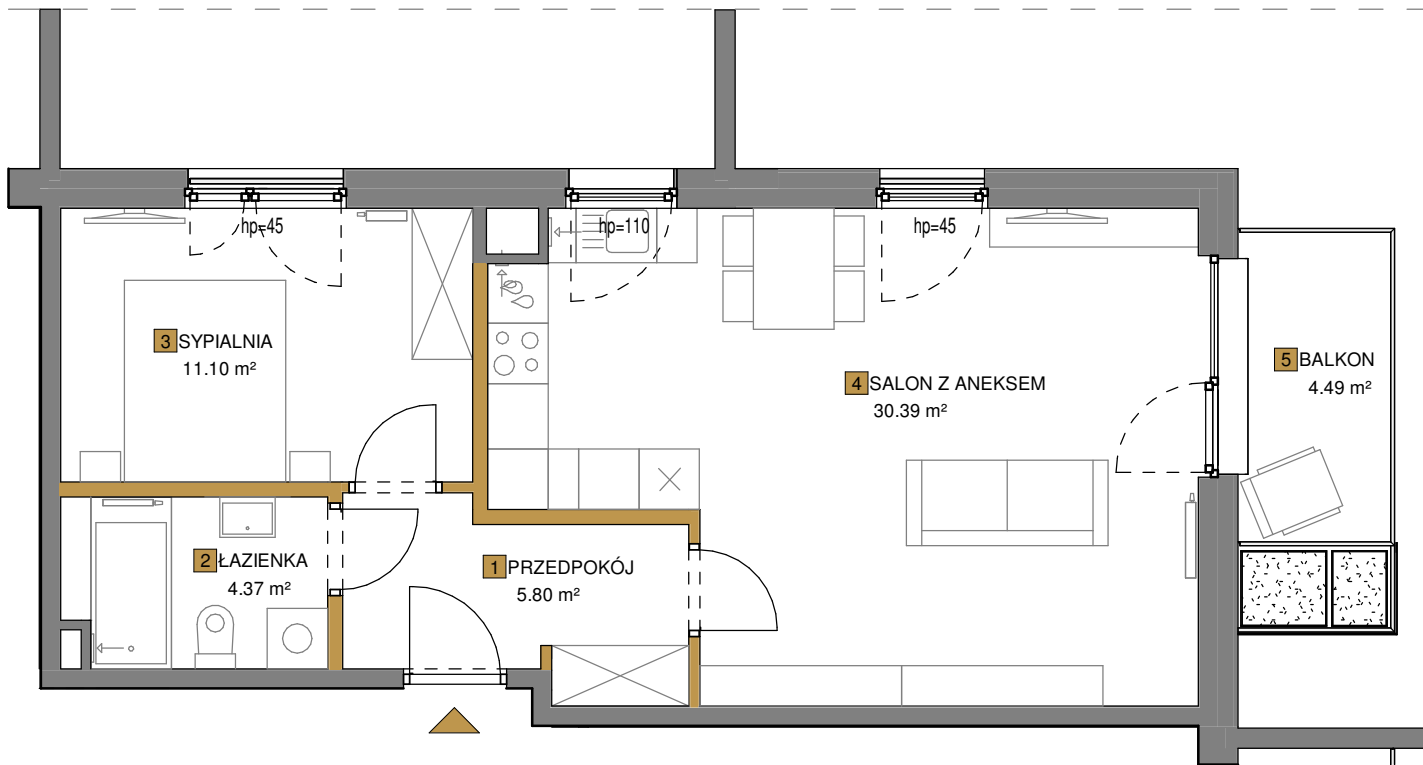 hp=45
hp=110
hp=45
3 SYPIALNIA
11.10 m²
4 SALON Z ANEKSEM
30.39 m²
5 BALKON
4.49 m²
2 ŁAZIENKA
4.37 m²
1 PRZEDPOKÓJ
5.80 m²